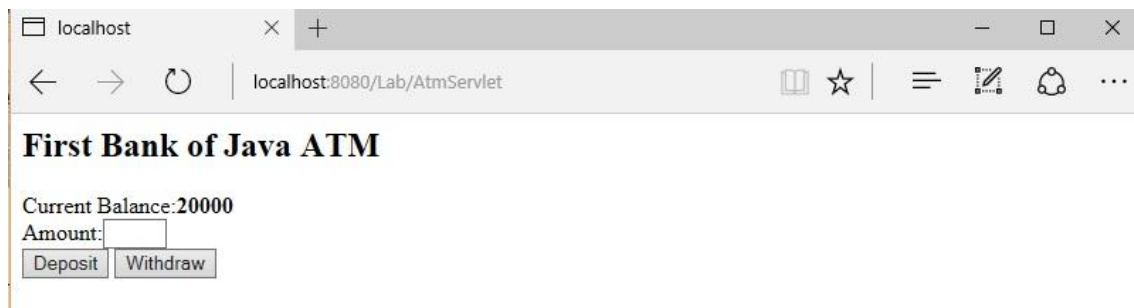 localhost
localhost:8080/Lab/AtmServlet
First Bank of Java ATM
Current Balance:20000
Amount:
Deposit Withdraw